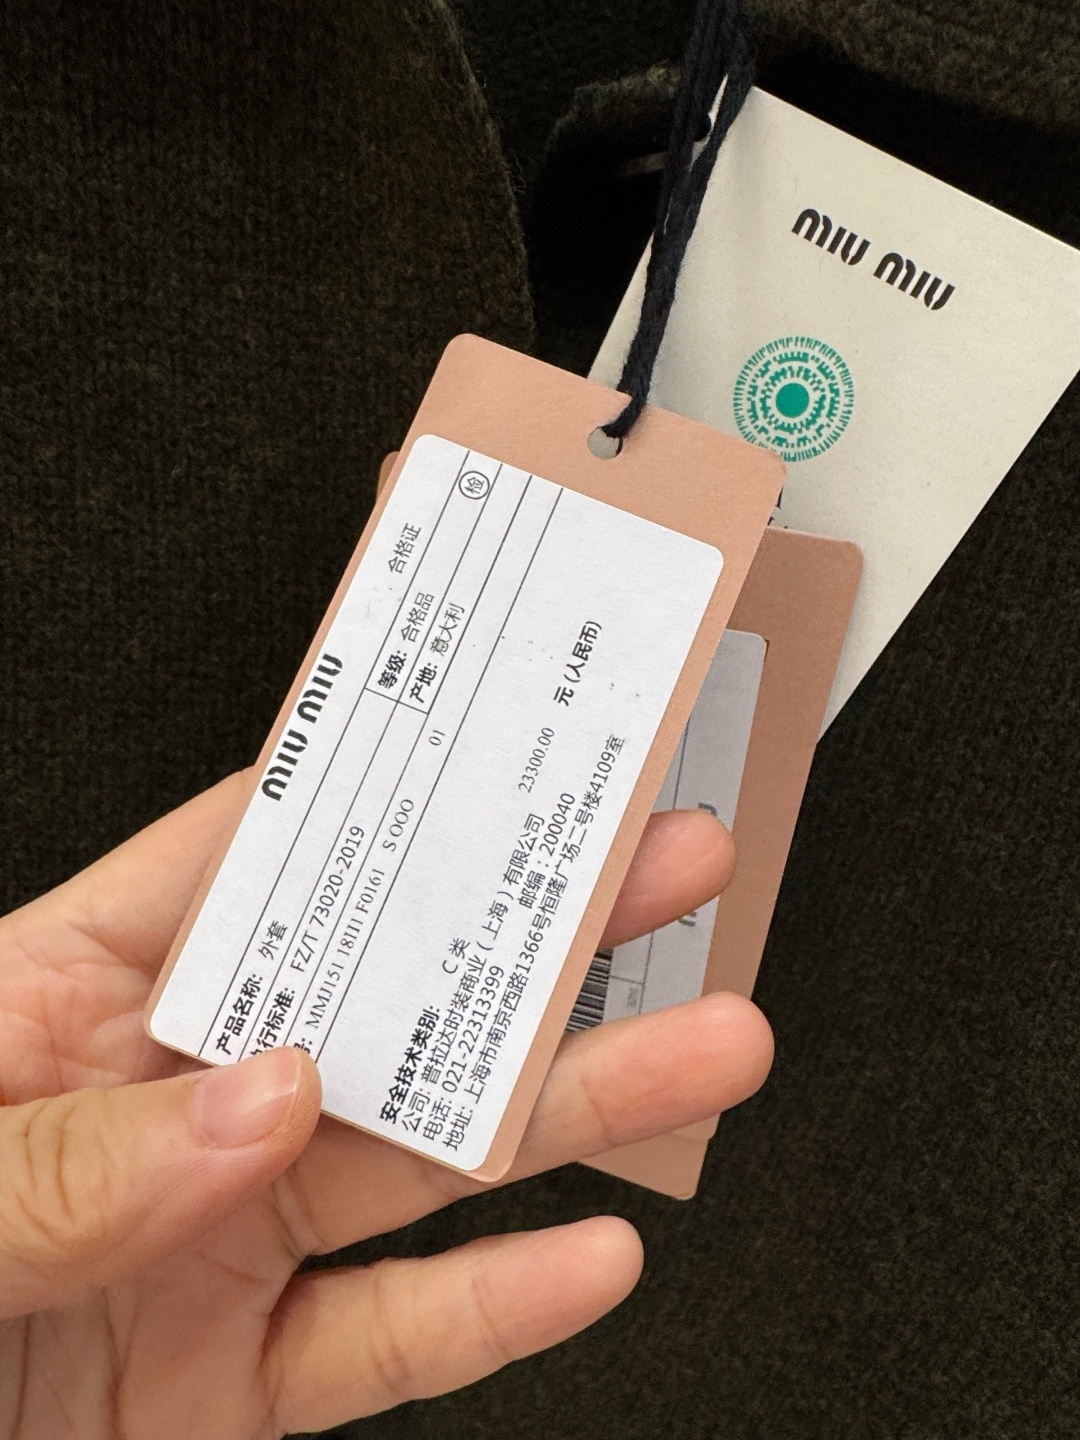 MIU MIU
MIU MIU 合格证
产品名称: 外套 等级: 合格品 检
行标准: FZ/T 73020-2019 产地: 意大利
号: MMJ151 18III F0161 S OOO 01
安全技术类别: C 类
公司: 普拉达时装商业（上海）有限公司 23300.00 元 (人民币)
电话: 021-22313399 邮编：200040
地址: 上海市南京西路1366号恒隆广场二号楼4109室